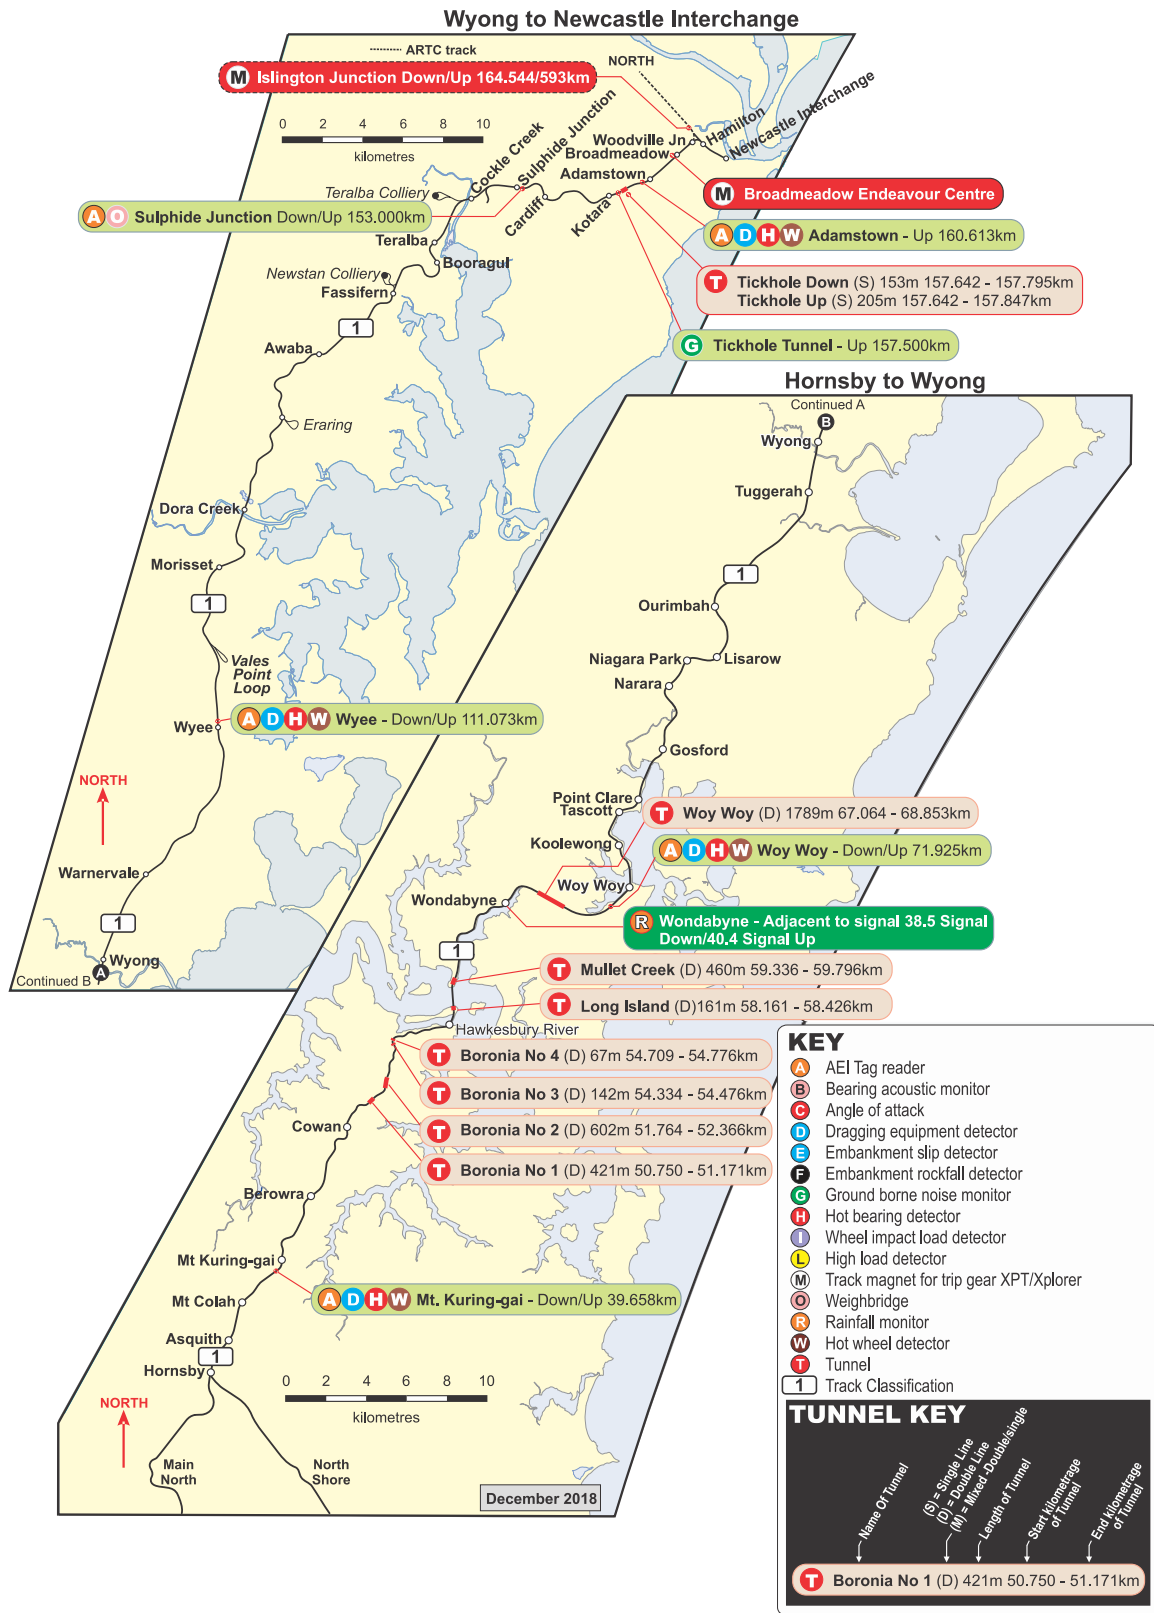 Wyong to Newcastle Interchange
ARTC track
NORTH
M Islington Junction Down/Up 164.544/593km
0 2 4 6 8 10
kilometres
Newcastle Interchange
Hamilton
Woodville Jn
Broadmeadow
Adamstown
Sulphide Junction
Cockle Creek
Teralba Colliery
Cardiff
Kotara
M Broadmeadow Endeavour Centre
A O Sulphide Junction Down/Up 153.000km
A D H W Adamstown - Up 160.613km
Teralba
Booragul
Newstan Colliery
Fassifern
T Tickhole Down (S) 153m 157.642 - 157.795km
Tickhole Up (S) 205m 157.642 - 157.847km
1
G Tickhole Tunnel - Up 157.500km
Awaba
Eraring
Dora Creek
Morisset
1
Vales
Point
Loop
Wyee
A D H W Wyee - Down/Up 111.073km
NORTH
Warnervale
1
Wyong
A
Continued B
Hornsby to Wyong
Continued A
B
Wyong
Tuggerah
1
Ourimbah
Niagara Park
Lisarow
Narara
Gosford
Point Clare
Tascott
T Woy Woy (D) 1789m 67.064 - 68.853km
Koolewong
A D H W Woy Woy - Down/Up 71.925km
Woy Woy
Wondabyne
R Wondabyne - Adjacent to signal 38.5 Signal
Down/40.4 Signal Up
1
T Mullet Creek (D) 460m 59.336 - 59.796km
T Long Island (D)161m 58.161 - 58.426km
Hawkesbury River
T Boronia No 4 (D) 67m 54.709 - 54.776km
T Boronia No 3 (D) 142m 54.334 - 54.476km
T Boronia No 2 (D) 602m 51.764 - 52.366km
Cowan
T Boronia No 1 (D) 421m 50.750 - 51.171km
Berowra
Mt Kuring-gai
A D H W Mt. Kuring-gai - Down/Up 39.658km
Mt Colah
Asquith
1
Hornsby
0 2 4 6 8 10
kilometres
NORTH
Main
North
North
Shore
December 2018
KEY
A AEI Tag reader
B Bearing acoustic monitor
C Angle of attack
D Dragging equipment detector
E Embankment slip detector
F Embankment rockfall detector
G Ground borne noise monitor
H Hot bearing detector
I Wheel impact load detector
L High load detector
M Track magnet for trip gear XPT/Xplorer
O Weighbridge
R Rainfall monitor
W Hot wheel detector
T Tunnel
1 Track Classification
TUNNEL KEY
Name Of Tunnel
(S) = Single Line
(D) = Double Line
(M) = Mixed -Double/single
Length of Tunnel
Start kilometrage
of Tunnel
End kilometrage
of Tunnel
T Boronia No 1 (D) 421m 50.750 - 51.171km